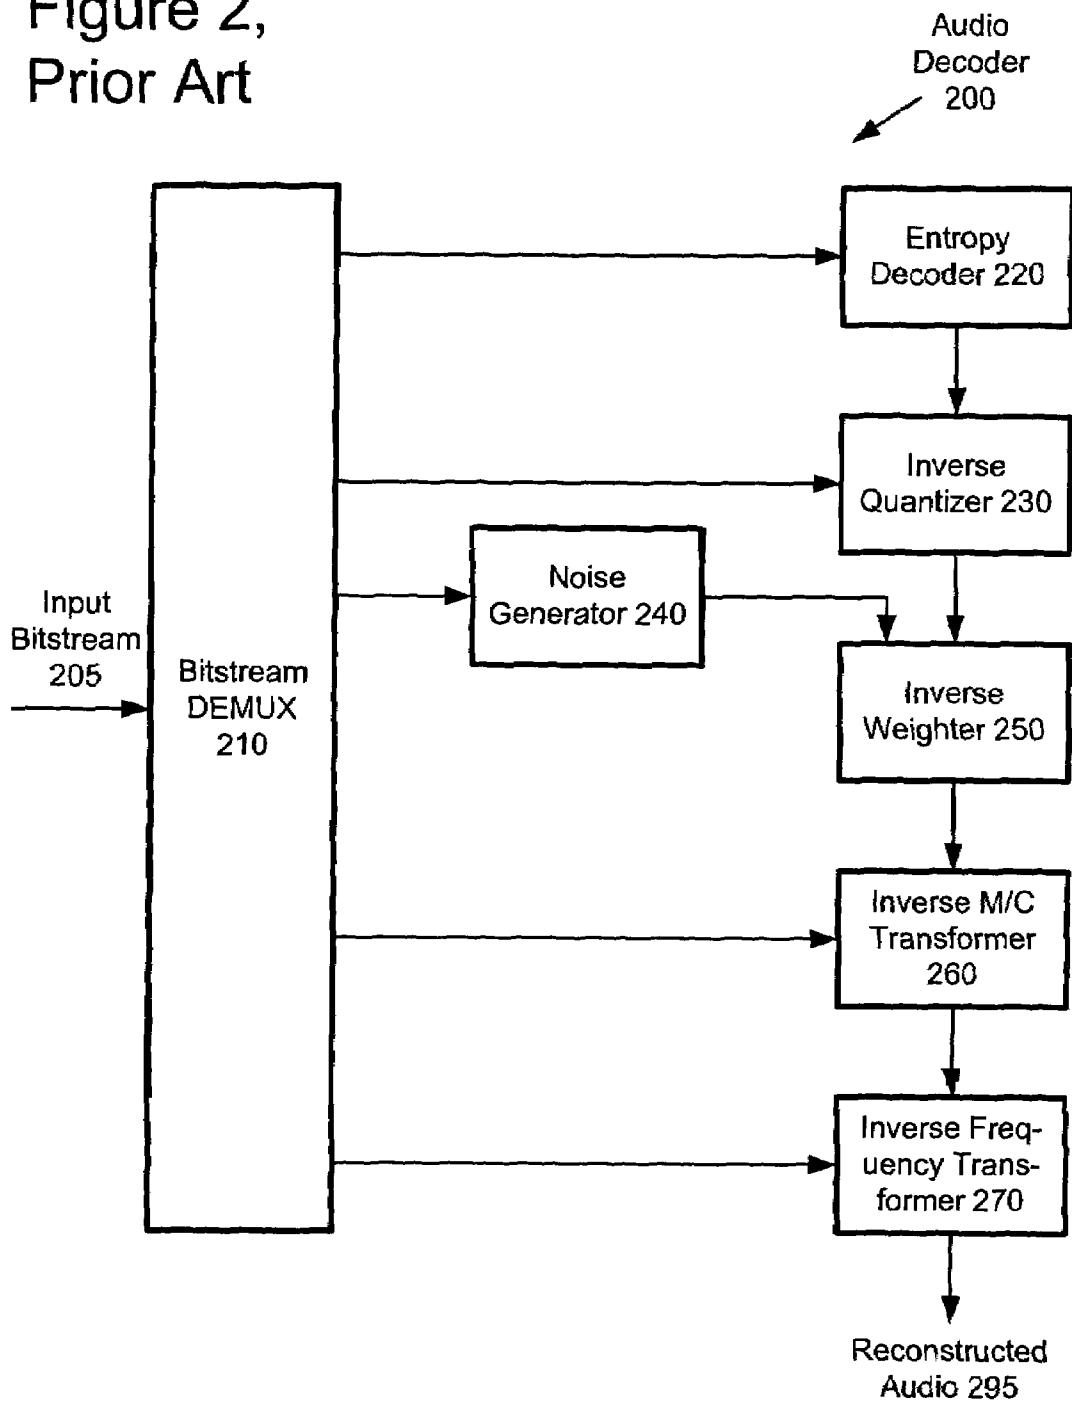 Figure 2,
Prior Art
Audio
Decoder
200
Entropy
Decoder 220
Inverse
Quantizer 230
Noise
Generator 240
Input
Bitstream
205
Bitstream
DEMUX
210
Inverse
Weighter 250
Inverse M/C
Transformer
260
Inverse Freq-
uency Trans-
former 270
Reconstructed
Audio 295